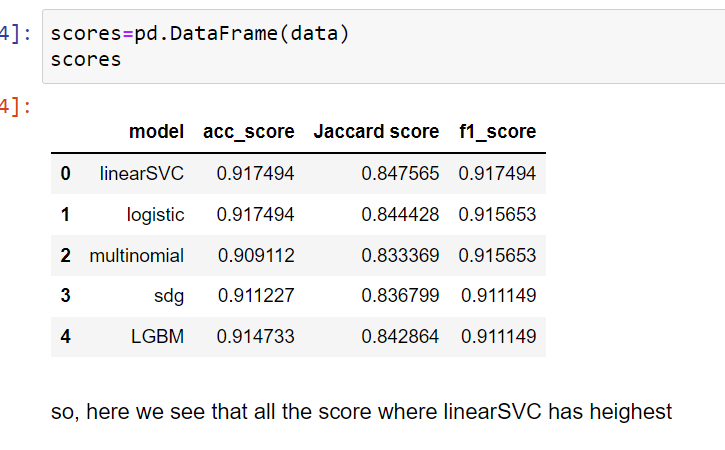 4]: scores=pd.DataFrame(data)
scores
4]:
model acc_score Jaccard score f1_score
0 linearSVC 0.917494 0.847565 0.917494
1 logistic 0.917494 0.844428 0.915653
2 multinomial 0.909112 0.833369 0.915653
3 sdg 0.911227 0.836799 0.911149
4 LGBM 0.914733 0.842864 0.911149
so, here we see that all the score where linearSVC has heighest